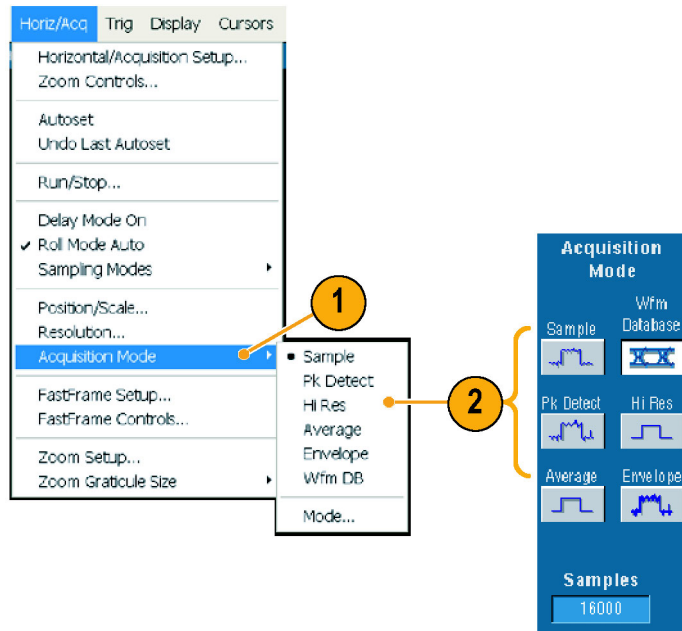 Horiz/Acq Trig Display Cursors
Horizontal/Acquisition Setup...
Zoom Controls...
Autoset
Undo Last Autoset
Run/Stop...
Delay Mode On
Roll Mode Auto
Sampling Modes
Position/Scale...
Resolution...
Acquisition Mode
FastFrame Setup...
FastFrame Controls...
Zoom Setup...
Zoom Graticule Size
1
Sample
Pk Detect
Hi Res
Average
Envelope
Wfm DB
Mode...
2
Acquisition
Mode
Sample
Wfm
Database
Pk Detect
Hi Res
Average
Envelope
Samples
16000